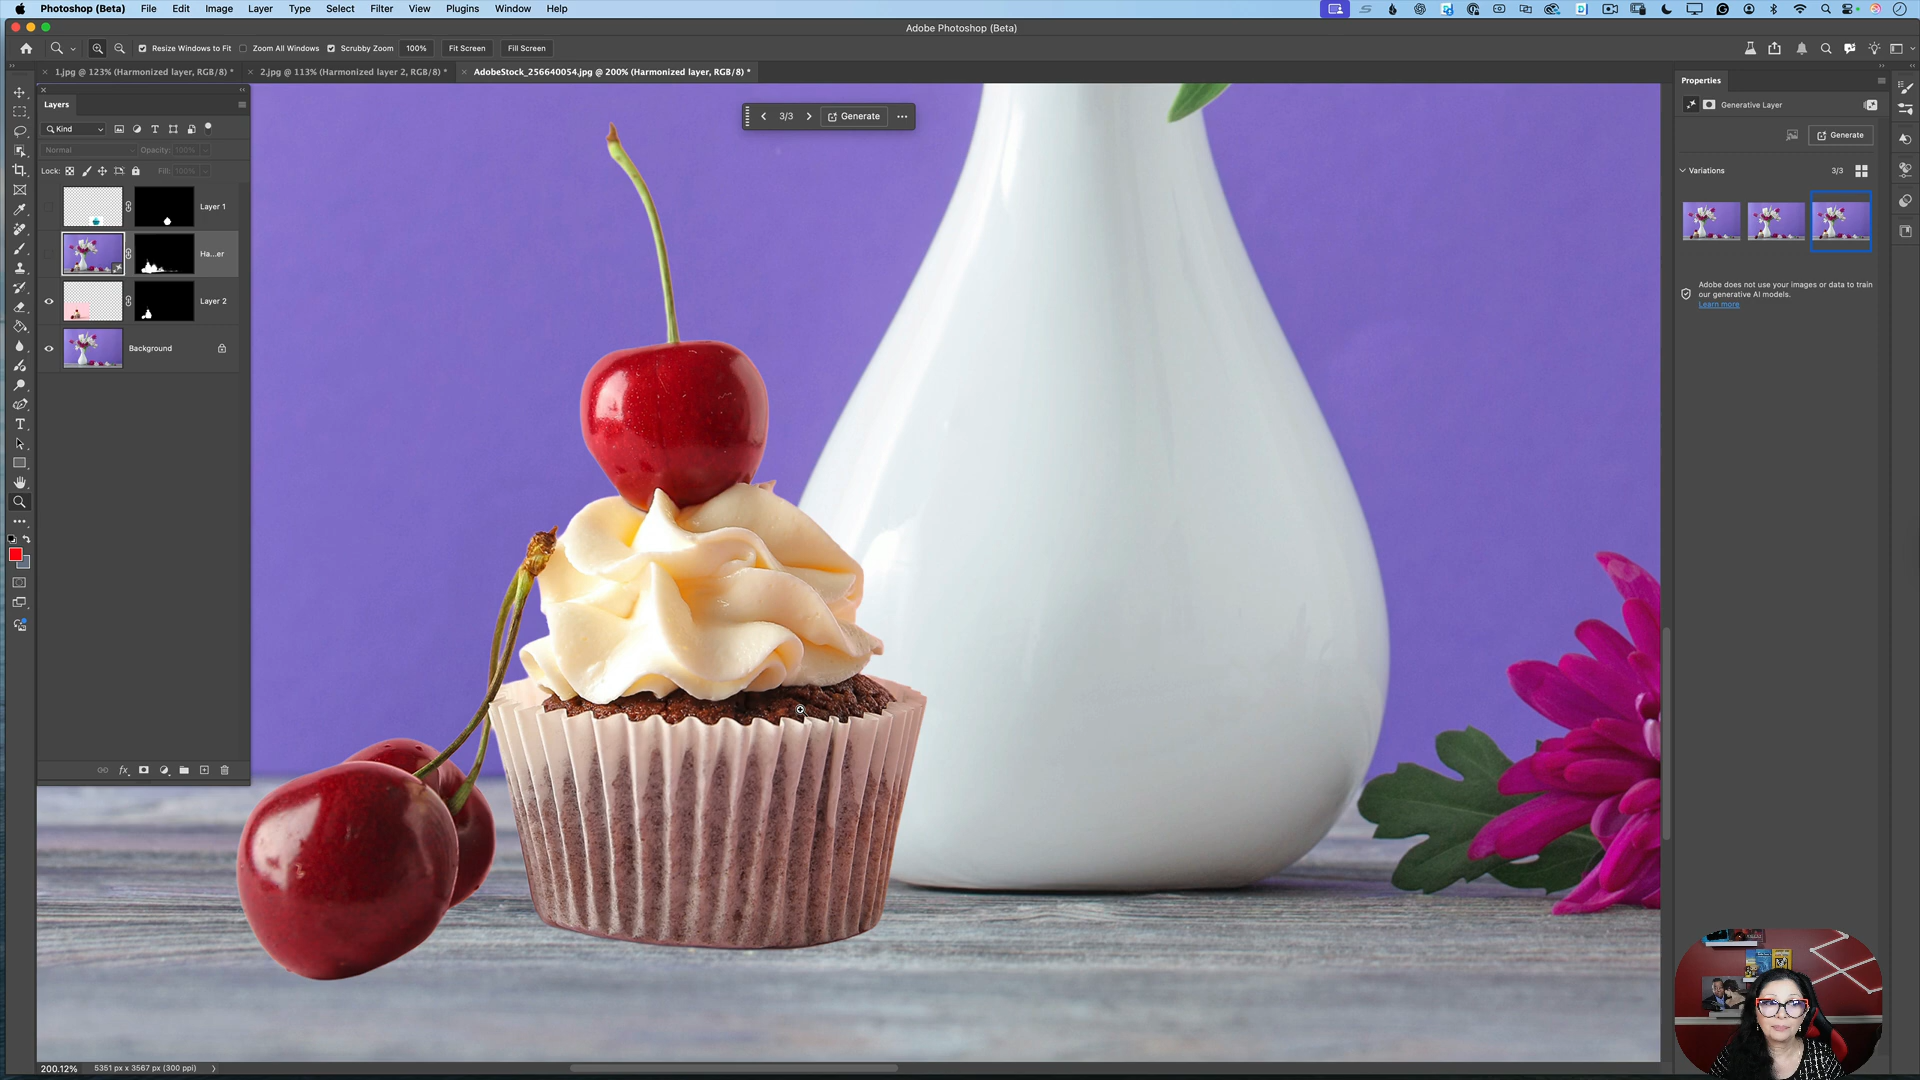 Photoshop (Beta) File Edit Image Layer Type Select Filter View Plugins Window Help
Adobe Photoshop (Beta)
Resize Windows to Fit Zoom All Windows Scrubby Zoom 100% Fit Screen Fill Screen
1.jpg @ 123% (Harmonized layer, RGB/8) * 2.jpg @ 113% (Harmonized layer 2, RGB/8) * AdobeStock_256640054.jpg @ 200% (Harmonized layer, RGB/8) *
Layers
Kind
Normal Opacity: 100%
Lock: Fill: 100%
Layer 1
Ha...er
Layer 2
Background
fx
3/3 Generate
Properties
Generative Layer
Generate
Variations 3/3
Adobe does not use your images or data to train
our generative AI models.
Learn more
200.12% 5351 px x 3567 px (300 ppi)